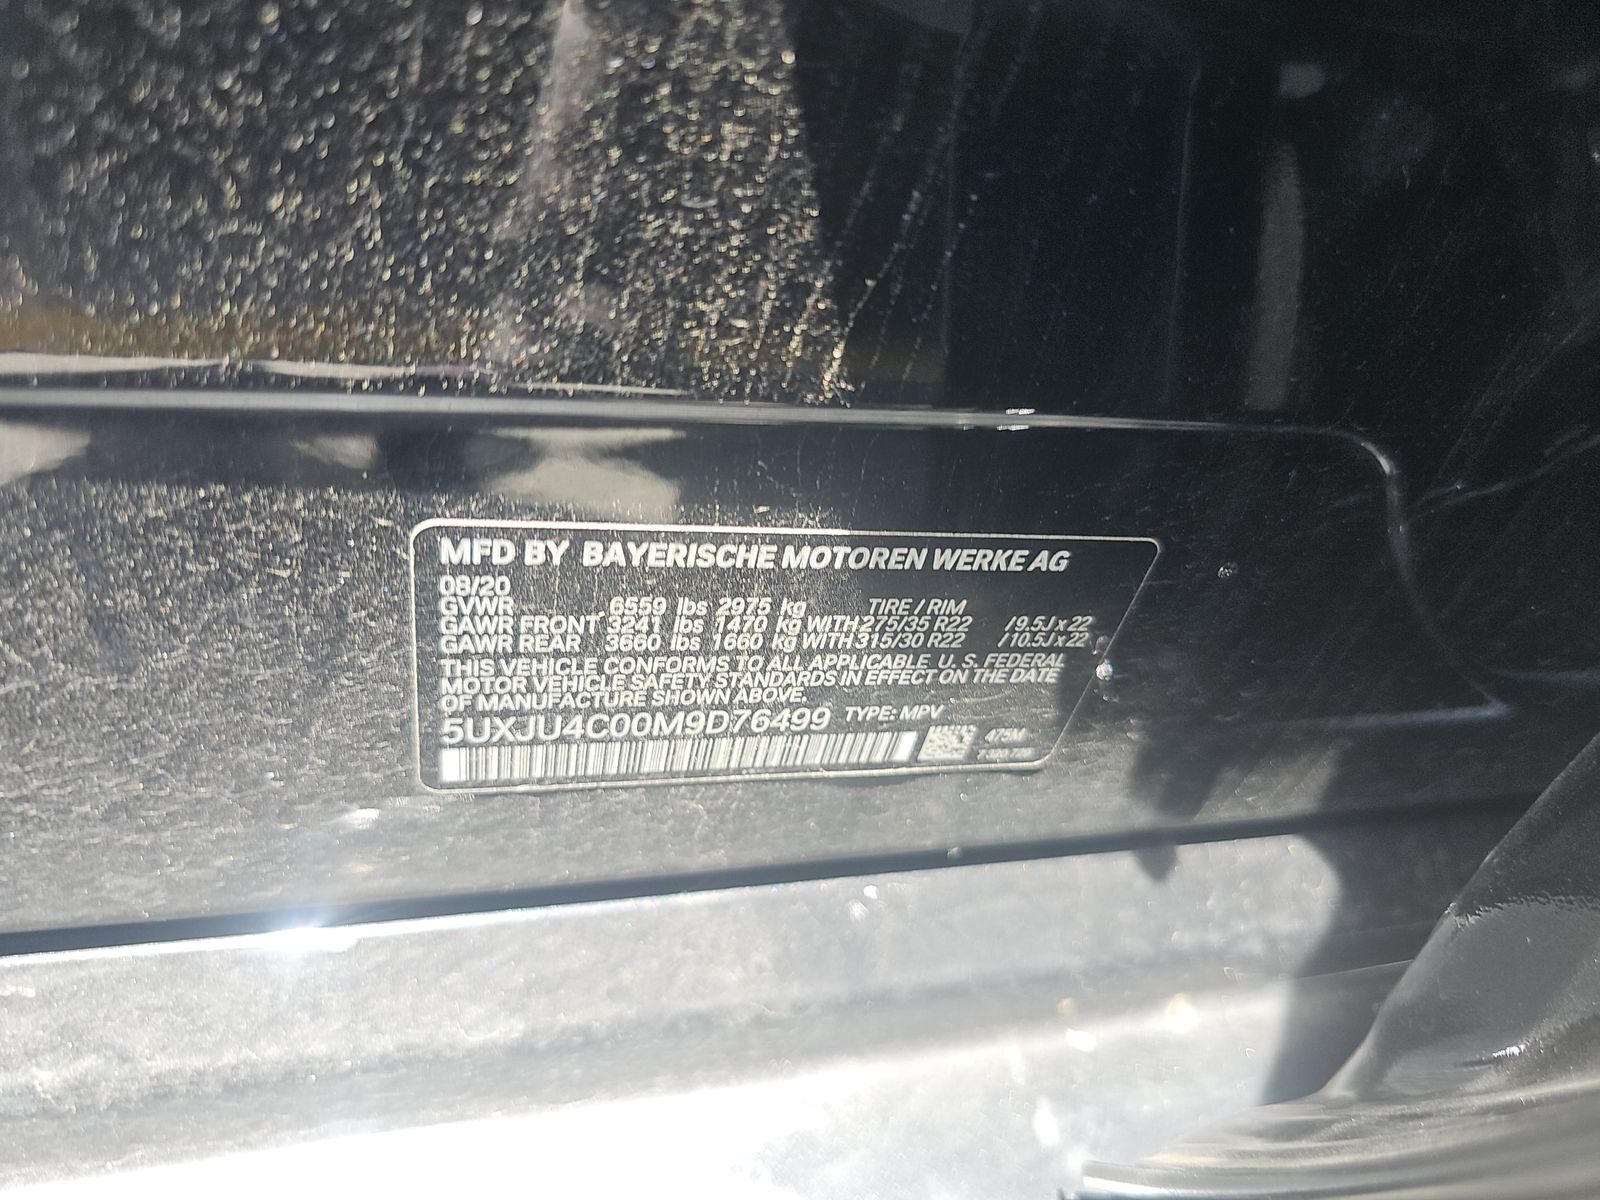 MFD BY BAYERISCHE MOTOREN WERKE AG
08/20
GVWR 6559 lbs 2975 kg TIRE / RIM
GAWR FRONT 3241 lbs 1470 kg WITH 275/35 R22 /9.5J x 22
GAWR REAR 3660 lbs 1660 kg WITH 315/30 R22 /10.5J x 22
THIS VEHICLE CONFORMS TO ALL APPLICABLE U. S. FEDERAL
MOTOR VEHICLE SAFETY STANDARDS IN EFFECT ON THE DATE
OF MANUFACTURE SHOWN ABOVE.
5UXJU4C00M9D76499 TYPE: MPV